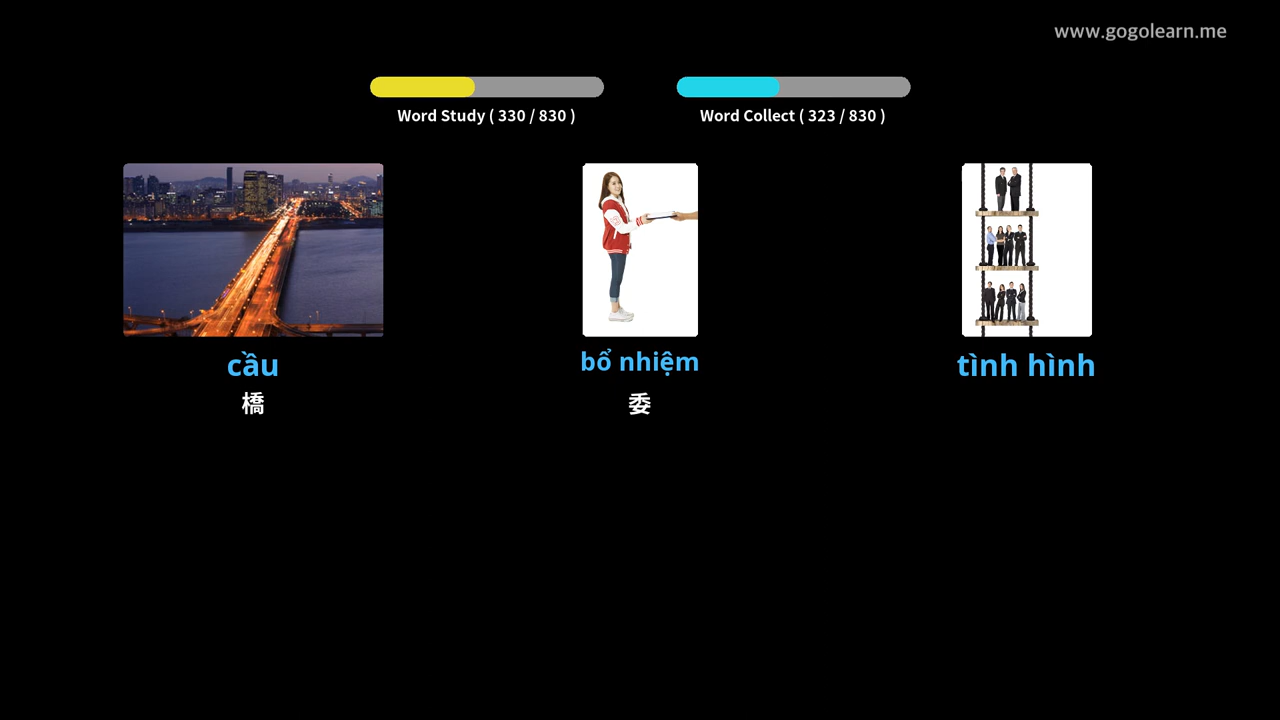 www.gogolearn.me
Word Study ( 330 / 830 )
Word Collect ( 323 / 830 )
cầu
橋
bổ nhiệm
委
tình hình